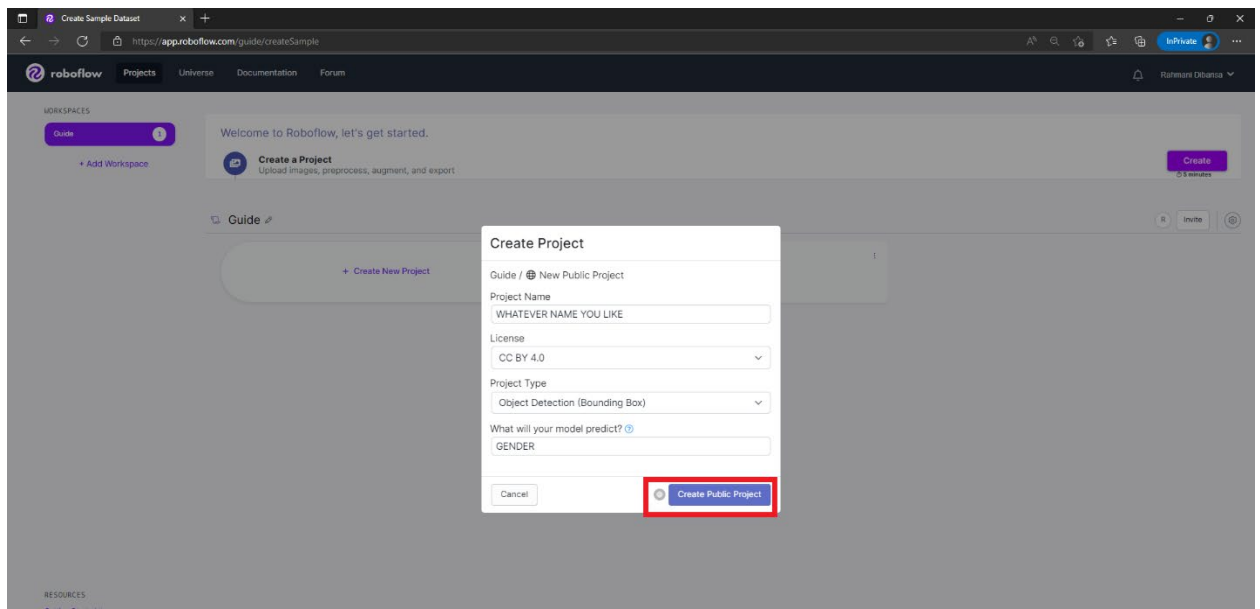 Create Sample Dataset
https://app.roboflow.com/guide/createSample
InPrivate
roboflow Projects Universe Documentation Forum Rahmani Dibansa
WORKSPACES
Guide 1
+ Add Workspace
Welcome to Roboflow, let's get started.
Create a Project
Upload images, preprocess, augment, and export
Create
5 minutes
Guide
R Invite
+ Create New Project
Create Project
Guide / New Public Project
Project Name
WHATEVER NAME YOU LIKE
License
CC BY 4.0
Project Type
Object Detection (Bounding Box)
What will your model predict?
GENDER
Cancel Create Public Project
RESOURCES